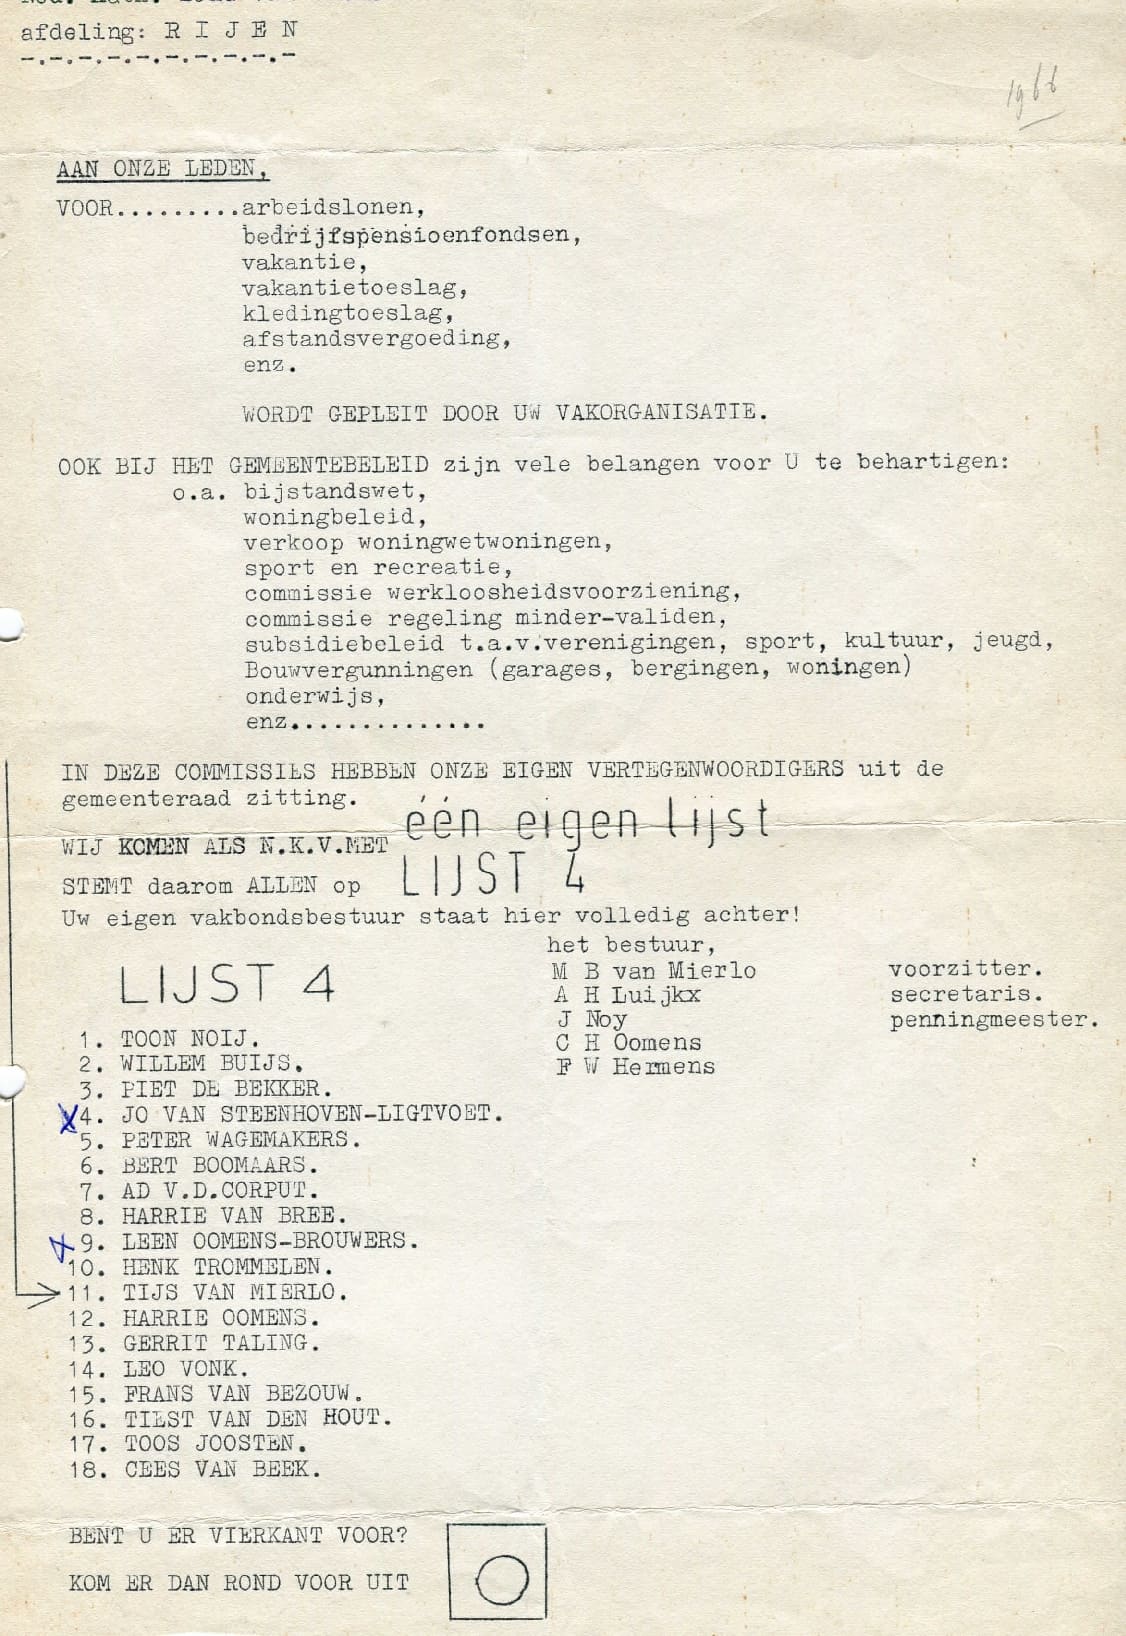 afdeling: R I J E N
-.-.-.-.-.-.-.-.-.-
1966
AAN ONZE LEDEN,
VOOR.........arbeidslonen,
bedrijfspensioenfondsen,
vakantie,
vakantietoeslag,
kledingtoeslag,
afstandsvergoeding,
enz.
WORDT GEPLEIT DOOR UW VAKORGANISATIE.
OOK BIJ HET GEMEENTEBELEID zijn vele belangen voor U te behartigen:
o.a. bijstandswet,
woningbeleid,
verkoop woningwetwoningen,
sport en recreatie,
commissie werkloosheidsvoorziening,
commissie regeling minder-validen,
subsidiebeleid t.a.v.verenigingen, sport, kultuur, jeugd,
Bouwvergunningen (garages, bergingen, woningen)
onderwijs,
enz..............
IN DEZE COMMISSIES HEBBEN ONZE EIGEN VERTEGENWOORDIGERS uit de
gemeenteraad zitting.
WIJ KOMEN ALS N.K.V.MET één eigen lijst
STEMT daarom ALLEN op LIJST 4
Uw eigen vakbondsbestuur staat hier volledig achter!
het bestuur,
M B van Mierlo voorzitter.
A H Luijkx secretaris.
J Noy penningmeester.
C H Oomens
F W Hermens
LIJST 4
1. TOON NOIJ.
2. WILLEM BUIJS.
3. PIET DE BEKKER.
X4. JO VAN STEENHOVEN-LIGTVOET.
5. PETER WAGEMAKERS.
6. BERT BOOMAARS.
7. AD V.D.CORPUT.
8. HARRIE VAN BREE.
X9. LEEN OOMENS-BROUWERS.
10. HENK TROMMELEN.
11. TIJS VAN MIERLO.
12. HARRIE OOMENS.
13. GERRIT TALING.
14. LEO VONK.
15. FRANS VAN BEZOUW.
16. TIEST VAN DEN HOUT.
17. TOOS JOOSTEN.
18. CEES VAN BEEK.
BENT U ER VIERKANT VOOR?
KOM ER DAN ROND VOOR UIT